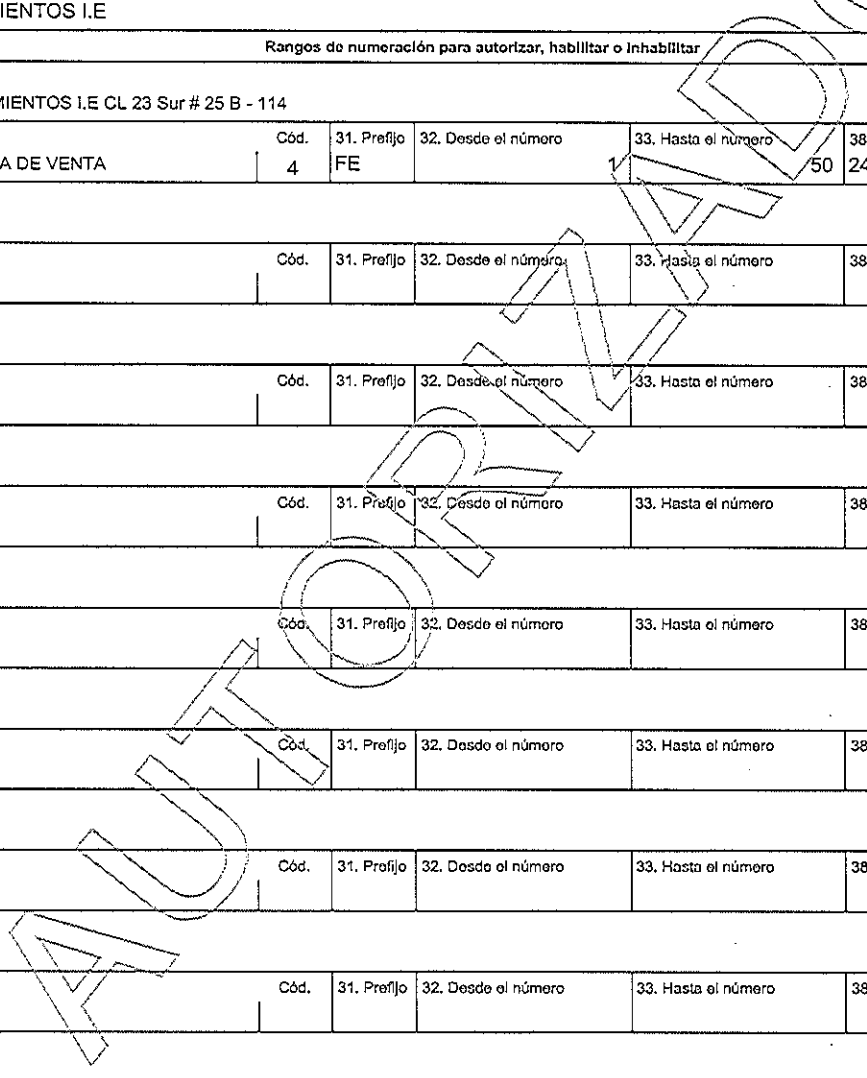 IENTOS I.E
Rangos de numeración para autorizar, habilitar o inhabilitar
MIENTOS I.E CL 23 Sur # 25 B - 114
Cód. 31. Prefijo 32. Desde el número 33. Hasta el número 38
A DE VENTA 4 FE 1 50 24
Cód. 31. Prefijo 32. Desde el número 33. Hasta el número 38
Cód. 31. Prefijo 32. Desde el número 33. Hasta el número 38
Cód. 31. Prefijo 32. Desde el número 33. Hasta el número 38
Cód. 31. Prefijo 32. Desde el número 33. Hasta el número 38
Cód. 31. Prefijo 32. Desde el número 33. Hasta el número 38
Cód. 31. Prefijo 32. Desde el número 33. Hasta el número 38
Cód. 31. Prefijo 32. Desde el número 33. Hasta el número 38
AUTORIZADO